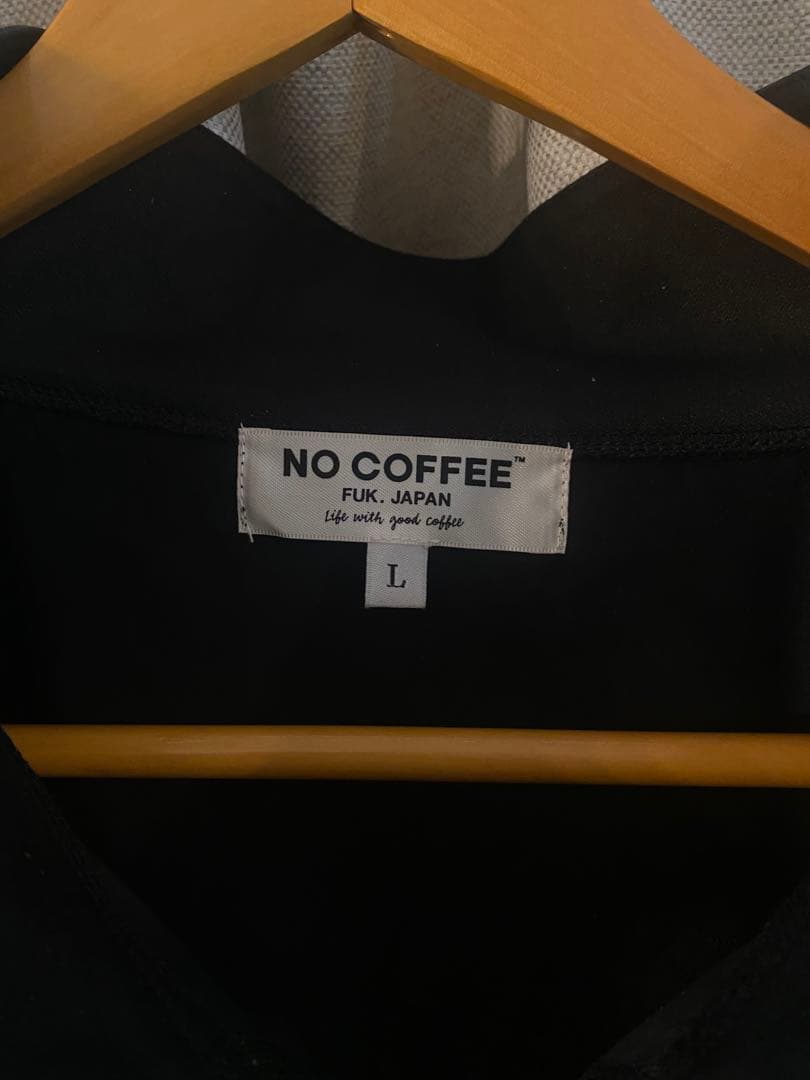 NO COFFEE™
FUK. JAPAN
Life with good coffee
L